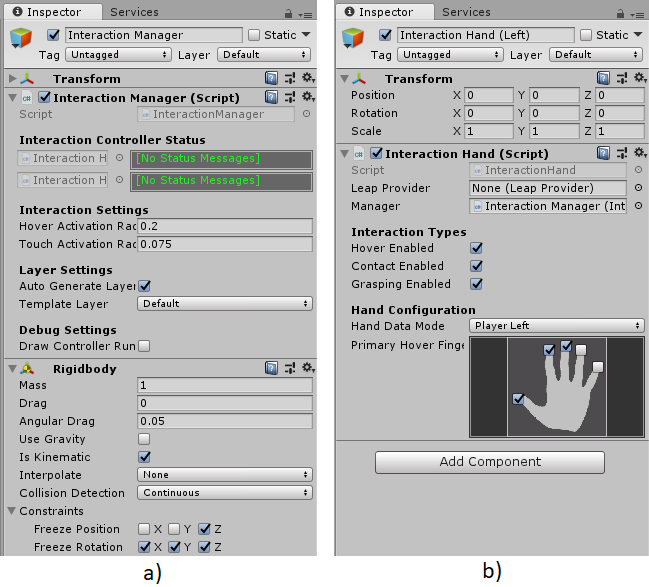 Inspector Services
Interaction Manager Static
Tag Untagged Layer Default
Transform
Interaction Manager (Script)
Script InteractionManager
Interaction Controller Status
Interaction H [No Status Messages]
Interaction H [No Status Messages]
Interaction Settings
Hover Activation Rad 0.2
Touch Activation Rad 0.075
Layer Settings
Auto Generate Layer
Template Layer Default
Debug Settings
Draw Controller Run
Rigidbody
Mass 1
Drag 0
Angular Drag 0.05
Use Gravity
Is Kinematic
Interpolate None
Collision Detection Continuous
Constraints
Freeze Position X Y Z
Freeze Rotation X Y Z
a)
Inspector Services
Interaction Hand (Left) Static
Tag Untagged Layer Default
Transform
Position X 0 Y 0 Z 0
Rotation X 0 Y 0 Z 0
Scale X 1 Y 1 Z 1
Interaction Hand (Script)
Script InteractionHand
Leap Provider None (Leap Provider)
Manager Interaction Manager (Int
Interaction Types
Hover Enabled
Contact Enabled
Grasping Enabled
Hand Configuration
Hand Data Mode Player Left
Primary Hover Finge
Add Component
b)